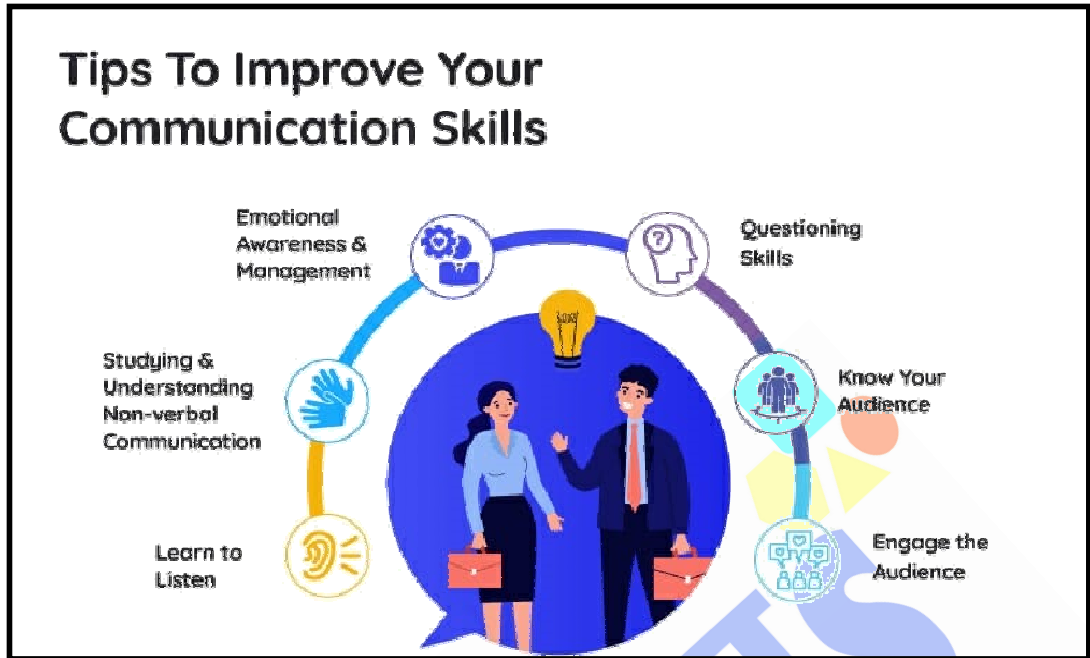 Tips To Improve Your
Communication Skills
Emotional
Awareness &
Management
Questioning
Skills
Studying &
Understanding
Non-verbal
Communication
Know Your
Audience
Learn to
Listen
Engage the
Audience